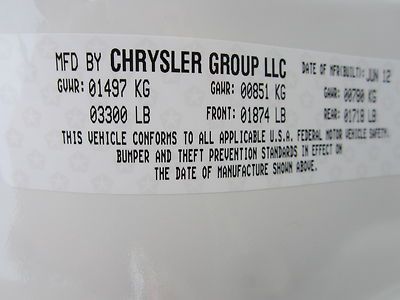 MFD BY CHRYSLER GROUP LLC DATE OF MFR(BUILT): JUN 12
GVWR: 01497 KG GAWR: 00851 KG GAWR: 00780 KG
03300 LB FRONT: 01874 LB REAR: 01718 LB
THIS VEHICLE CONFORMS TO ALL APPLICABLE U.S.A. FEDERAL MOTOR VEHICLE SAFETY,
BUMPER AND THEFT PREVENTION STANDARDS IN EFFECT ON
THE DATE OF MANUFACTURE SHOWN ABOVE.